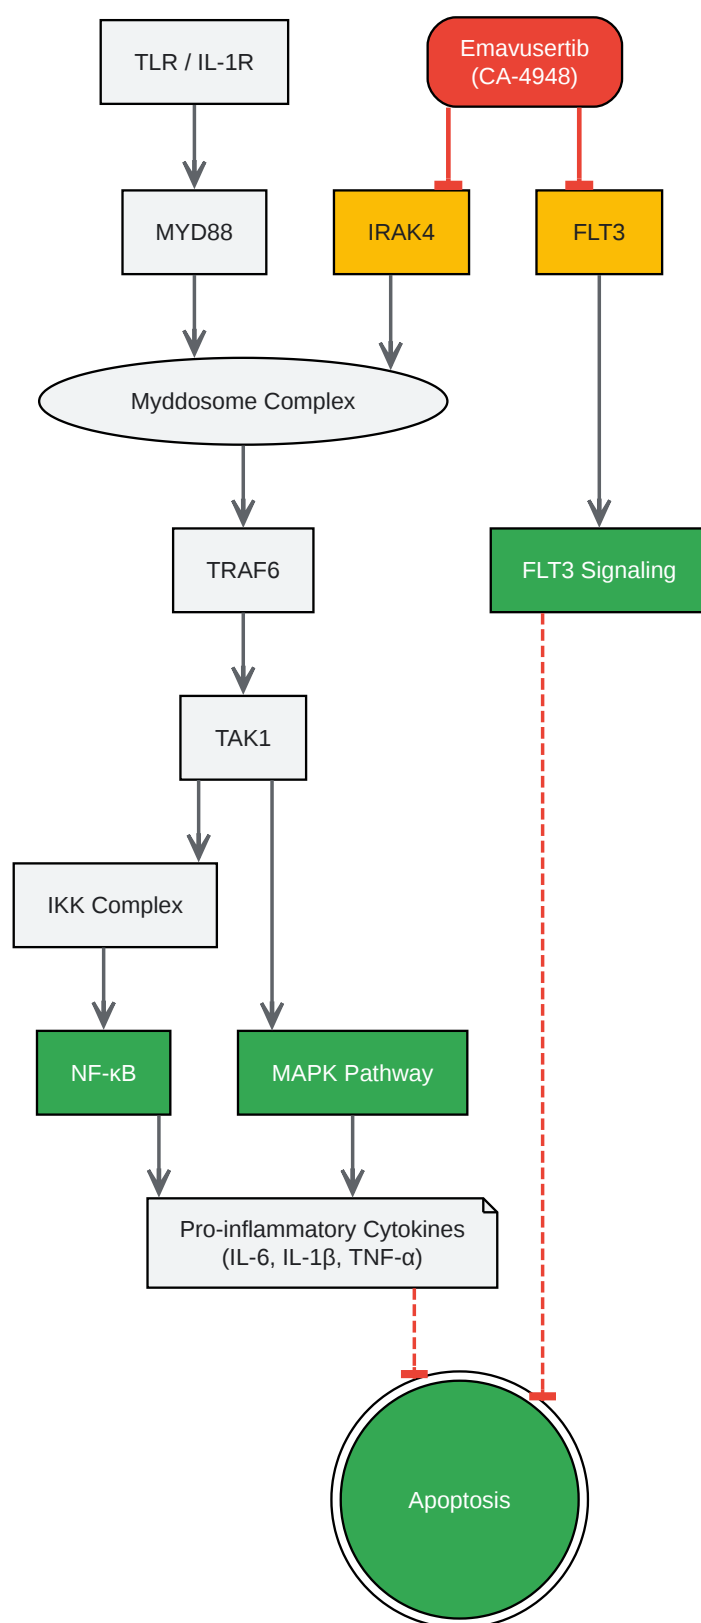 TLR / IL-1R
Emavusertib
(CA-4948)
MYD88
IRAK4
FLT3
Myddosome Complex
TRAF6
FLT3 Signaling
TAK1
IKK Complex
NF-κB
MAPK Pathway
Pro-inflammatory Cytokines
(IL-6, IL-1β, TNF-α)
Apoptosis